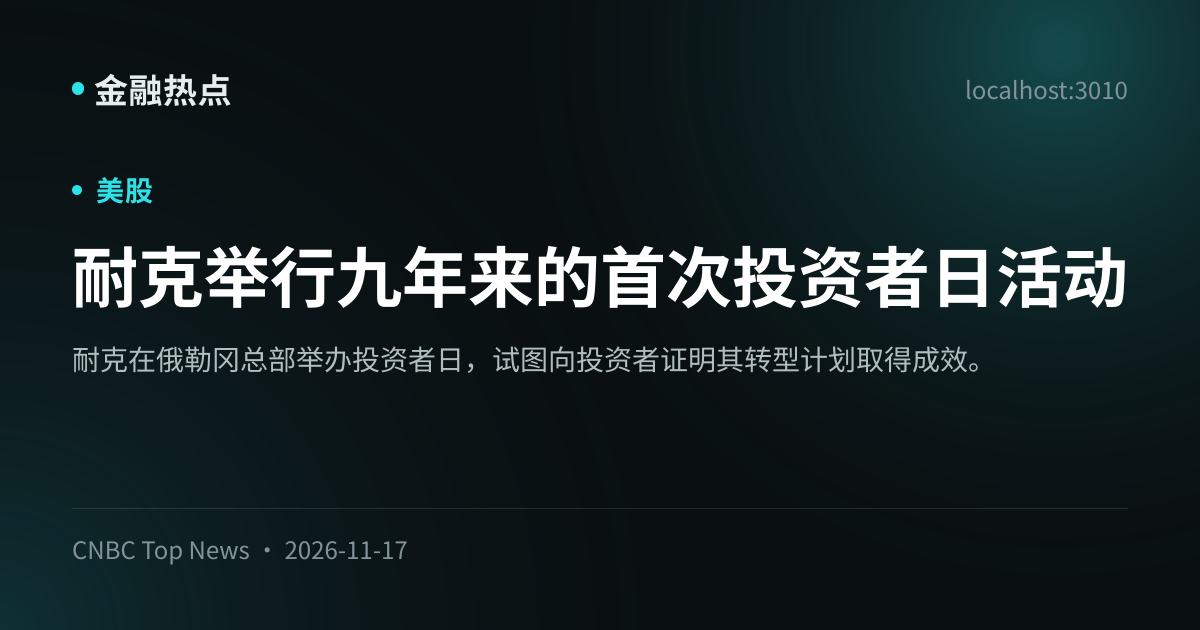 金融热点
localhost:3010
美股
耐克举行九年来的首次投资者日活动
耐克在俄勒冈总部举办投资者日，试图向投资者证明其转型计划取得成效。
CNBC Top News · 2026-11-17